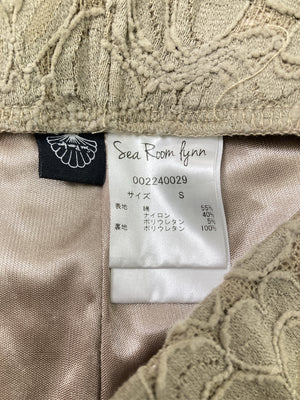 Sea Room lynn
002240029
サイズ S
表地 綿 55%
ナイロン 40%
ポリウレタン 5%
裏地 ポリウレタン 100%